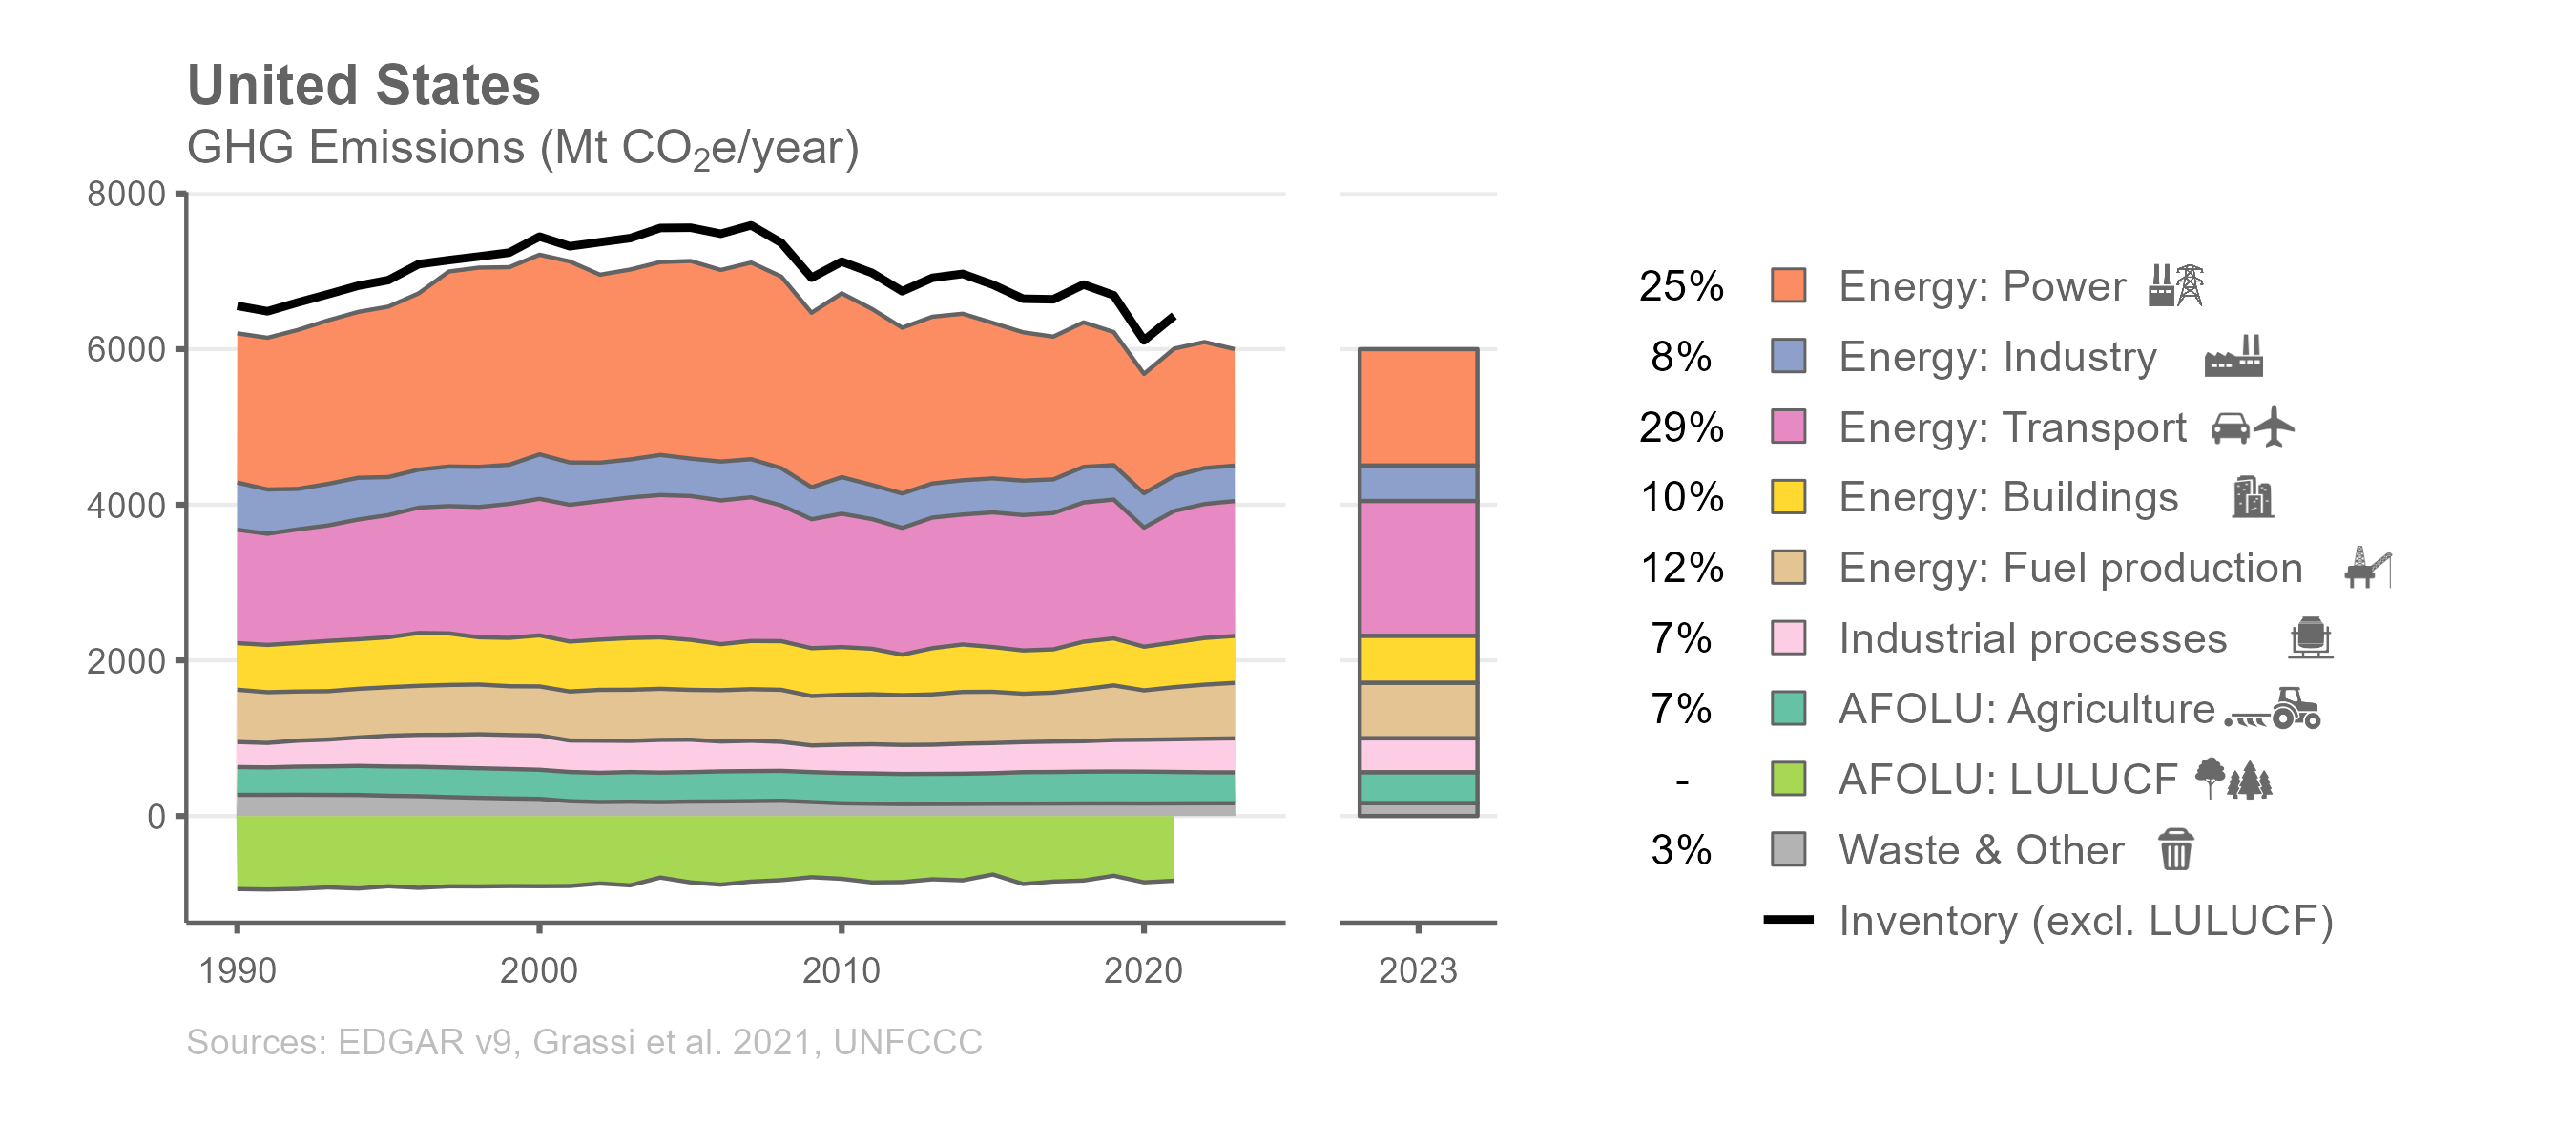 United States
GHG Emissions (Mt CO₂e/year)
8000
6000
4000
2000
0
1990 2000 2010 2020 2023
25% Energy: Power
8% Energy: Industry
29% Energy: Transport
10% Energy: Buildings
12% Energy: Fuel production
7% Industrial processes
7% AFOLU: Agriculture
- AFOLU: LULUCF
3% Waste & Other
Inventory (excl. LULUCF)
Sources: EDGAR v9, Grassi et al. 2021, UNFCCC